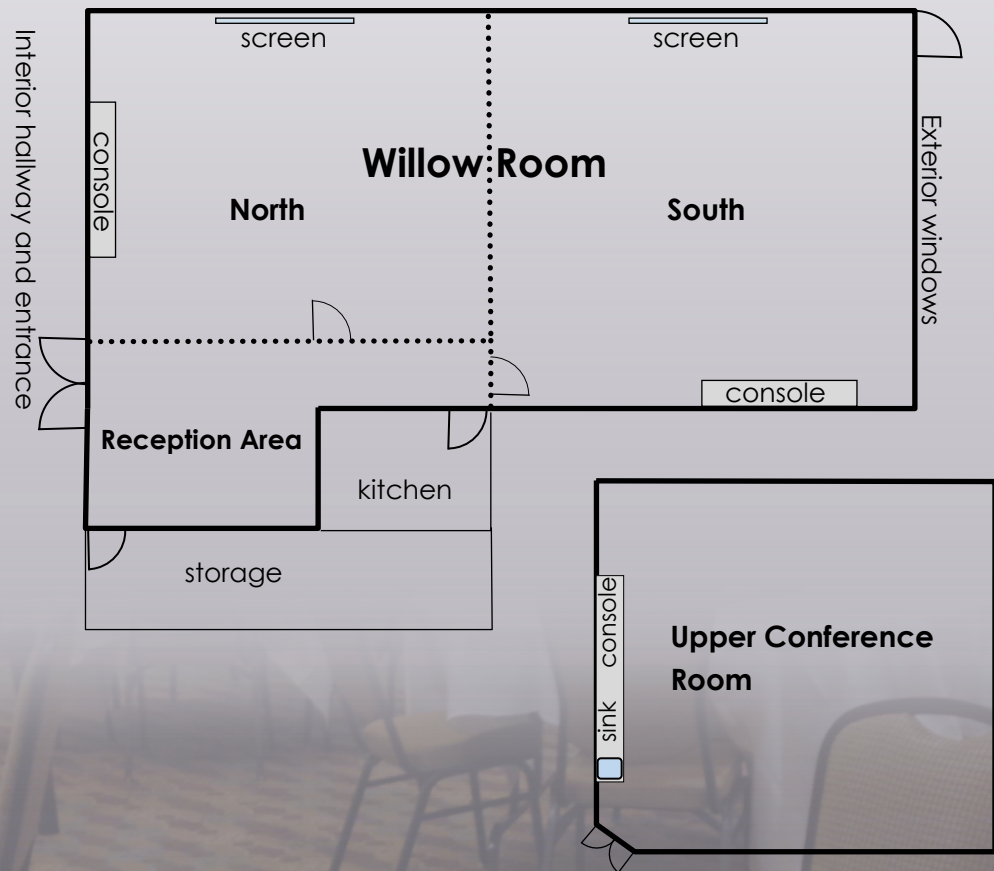 screen
screen
Interior hallway and entrance
console
Willow Room
North
South
Exterior windows
console
Reception Area
kitchen
storage
console
sink
Upper Conference
Room